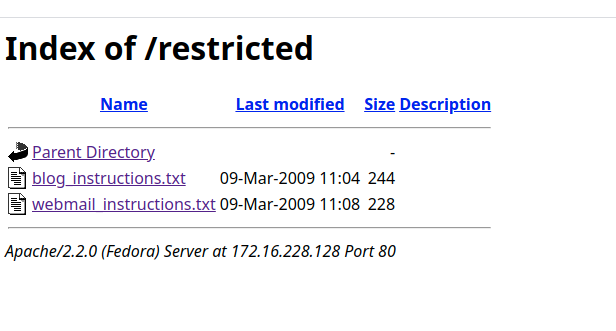 Index of /restricted
Name Last modified Size Description
Parent Directory -
blog_instructions.txt 09-Mar-2009 11:04 244
webmail_instructions.txt 09-Mar-2009 11:08 228
Apache/2.2.0 (Fedora) Server at 172.16.228.128 Port 80